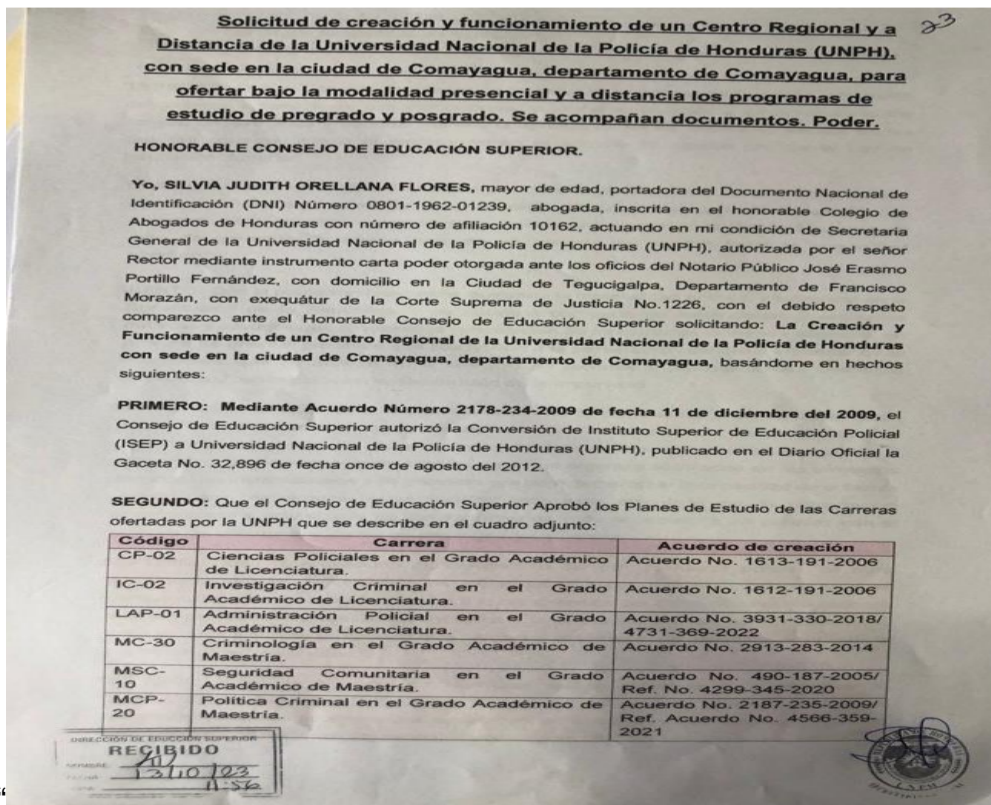 23
Solicitud de creación y funcionamiento de un Centro Regional y a
Distancia de la Universidad Nacional de la Policía de Honduras (UNPH),
con sede en la ciudad de Comayagua, departamento de Comayagua, para
ofertar bajo la modalidad presencial y a distancia los programas de
estudio de pregrado y posgrado. Se acompañan documentos. Poder.
HONORABLE CONSEJO DE EDUCACIÓN SUPERIOR.
Yo, SILVIA JUDITH ORELLANA FLORES, mayor de edad, portadora del Documento Nacional de
Identificación (DNI) Número 0801-1962-01239, abogada, inscrita en el honorable Colegio de
Abogados de Honduras con número de afiliación 10162, actuando en mi condición de Secretaria
General de la Universidad Nacional de la Policía de Honduras (UNPH), autorizada por el señor
Rector mediante instrumento carta poder otorgada ante los oficios del Notario Público José Erasmo
Portillo Fernández, con domicilio en la Ciudad de Tegucigalpa, Departamento de Francisco
Morazán, con exequátur de la Corte Suprema de Justicia No.1226, con el debido respeto
comparezco ante el Honorable Consejo de Educación Superior solicitando: La Creación y
Funcionamiento de un Centro Regional de la Universidad Nacional de la Policía de Honduras
con sede en la ciudad de Comayagua, departamento de Comayagua, basándome en hechos
siguientes:
PRIMERO: Mediante Acuerdo Número 2178-234-2009 de fecha 11 de diciembre del 2009, el
Consejo de Educación Superior autorizó la Conversión de Instituto Superior de Educación Policial
(ISEP) a Universidad Nacional de la Policía de Honduras (UNPH), publicado en el Diario Oficial la
Gaceta No. 32,896 de fecha once de agosto del 2012.
SEGUNDO: Que el Consejo de Educación Superior Aprobó los Planes de Estudio de las Carreras
ofertadas por la UNPH que se describe en el cuadro adjunto:
Código Carrera Acuerdo de creación
CP-02 Ciencias Policiales en el Grado Académico Acuerdo No. 1613-191-2006
de Licenciatura.
IC-02 Investigación Criminal en el Grado Acuerdo No. 1612-191-2006
Académico de Licenciatura.
LAP-01 Administración Policial en el Grado Acuerdo No. 3931-330-2018/
Académico de Licenciatura. 4731-369-2022
MC-30 Criminología en el Grado Académico de Acuerdo No. 2913-283-2014
Maestría.
MSC- Seguridad Comunitaria en el Grado Acuerdo No. 490-187-2005/
10 Académico de Maestría. Ref. No. 4299-345-2020
MCP- Política Criminal en el Grado Académico de Acuerdo No. 2187-235-2009/
20 Maestría. Ref. Acuerdo No. 4566-359-
2021
DIRECCIÓN DE EDUCCIÓN SUPERIOR
RECIBIDO
13/10/23
11:56
“